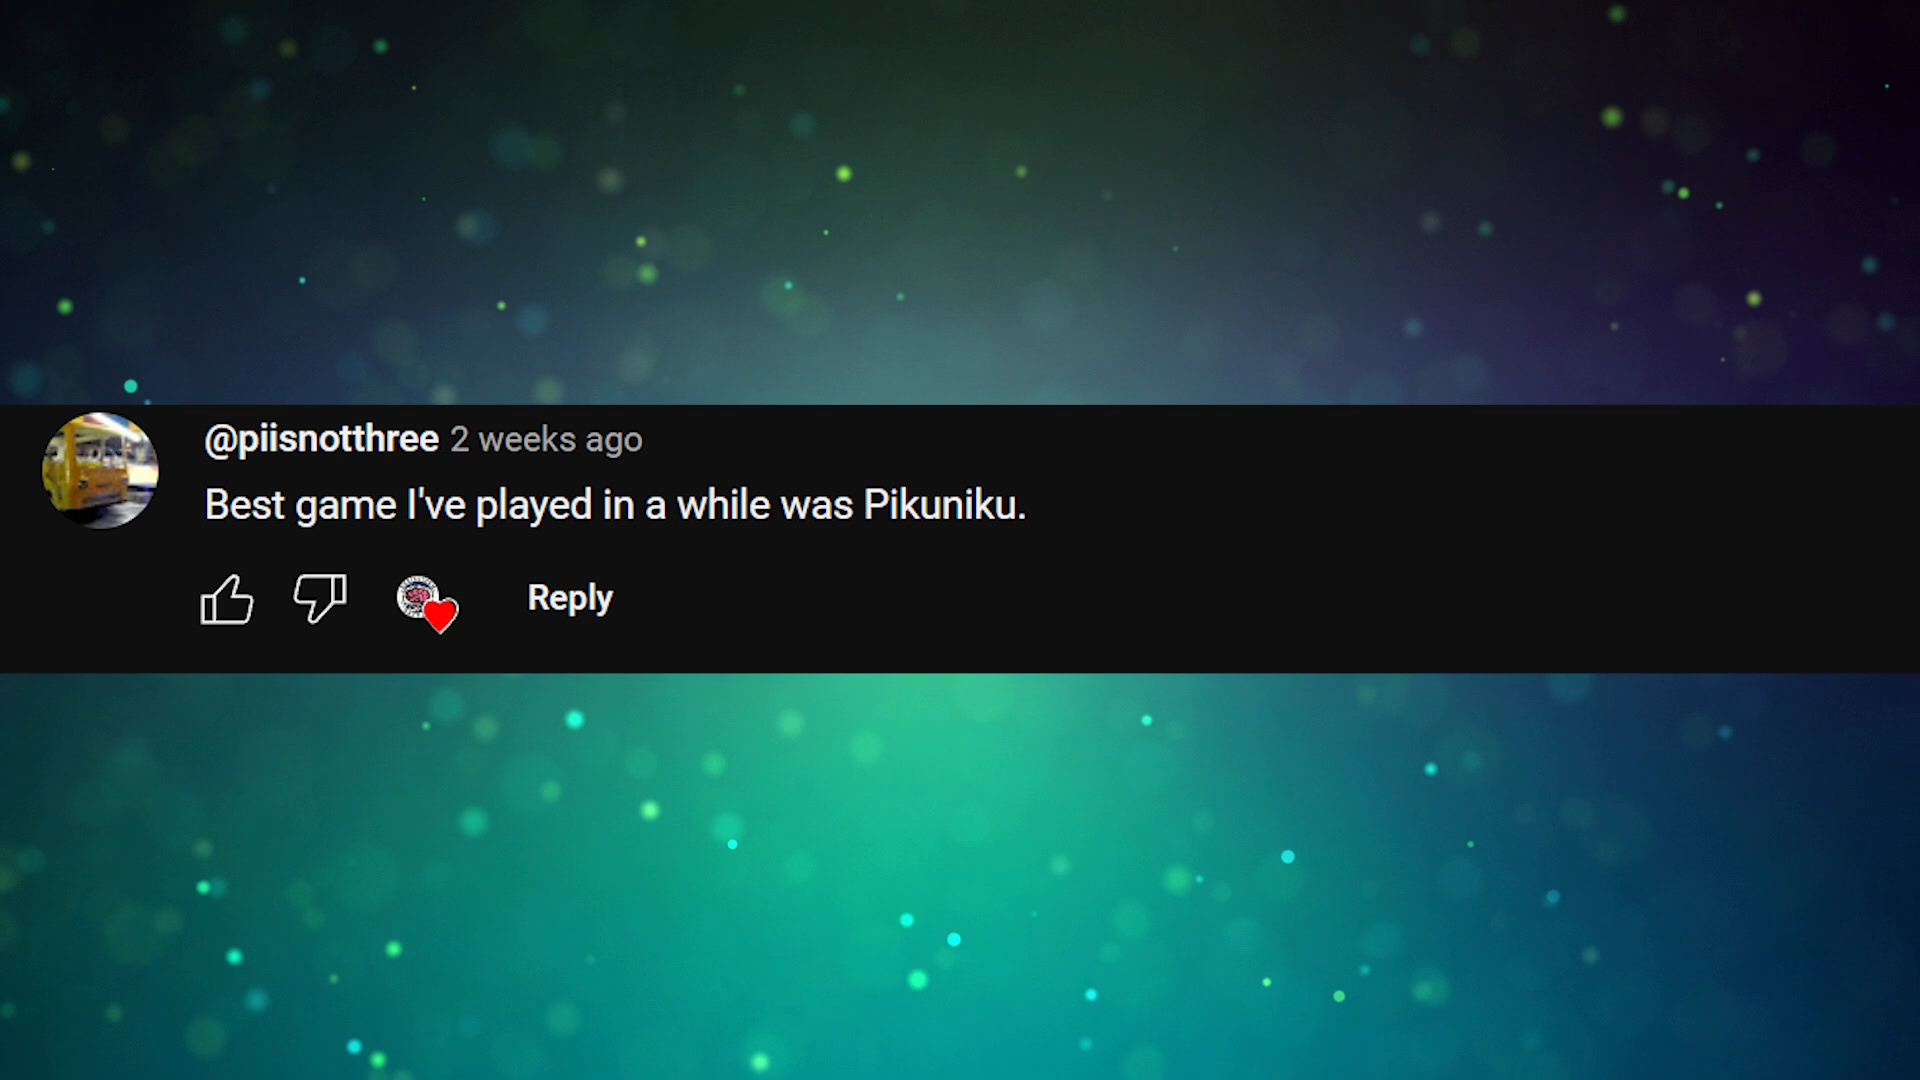 @piisnotthree 2 weeks ago
Best game I've played in a while was Pikuniku.
Reply